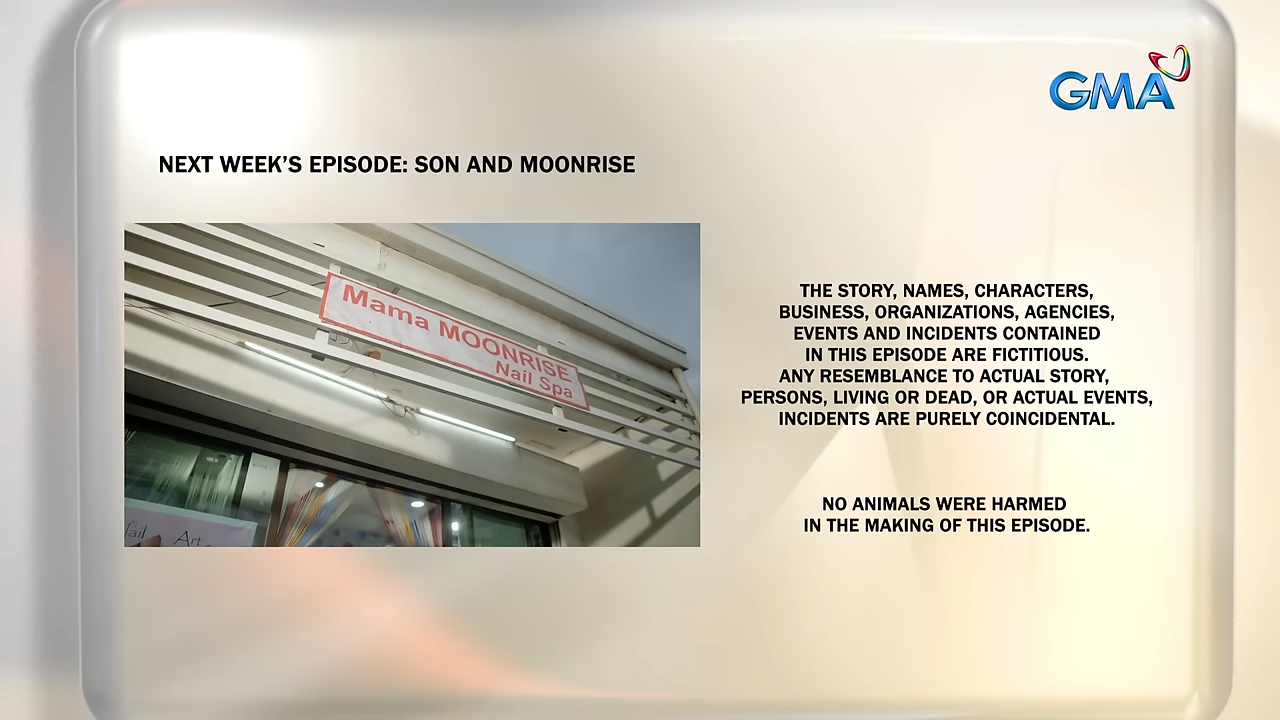 GMA
NEXT WEEK'S EPISODE: SON AND MOONRISE
Mama MOONRISE
Nail Spa
Art
THE STORY, NAMES, CHARACTERS,
BUSINESS, ORGANIZATIONS, AGENCIES,
EVENTS AND INCIDENTS CONTAINED
IN THIS EPISODE ARE FICTITIOUS.
ANY RESEMBLANCE TO ACTUAL STORY,
PERSONS, LIVING OR DEAD, OR ACTUAL EVENTS,
INCIDENTS ARE PURELY COINCIDENTAL.
NO ANIMALS WERE HARMED
IN THE MAKING OF THIS EPISODE.